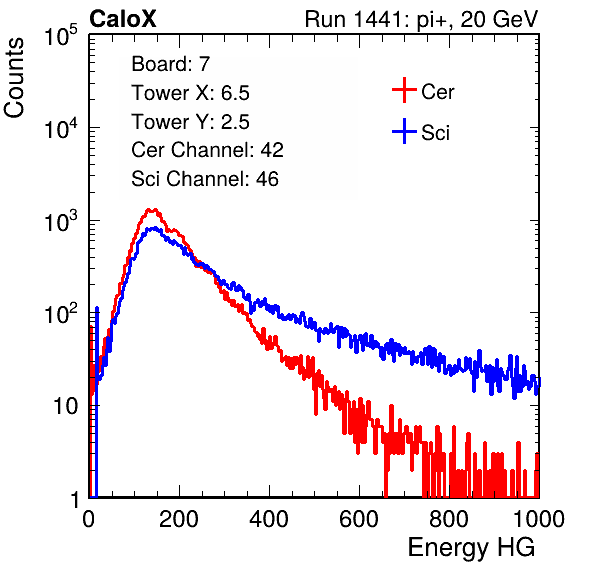 CaloX Run 1441: pi+, 20 GeV
Counts
10^5
10^4
10^3
10^2
10
1
Board: 7
Tower X: 6.5
Tower Y: 2.5
Cer Channel: 42
Sci Channel: 46
Cer
Sci
0 200 400 600 800 1000
Energy HG